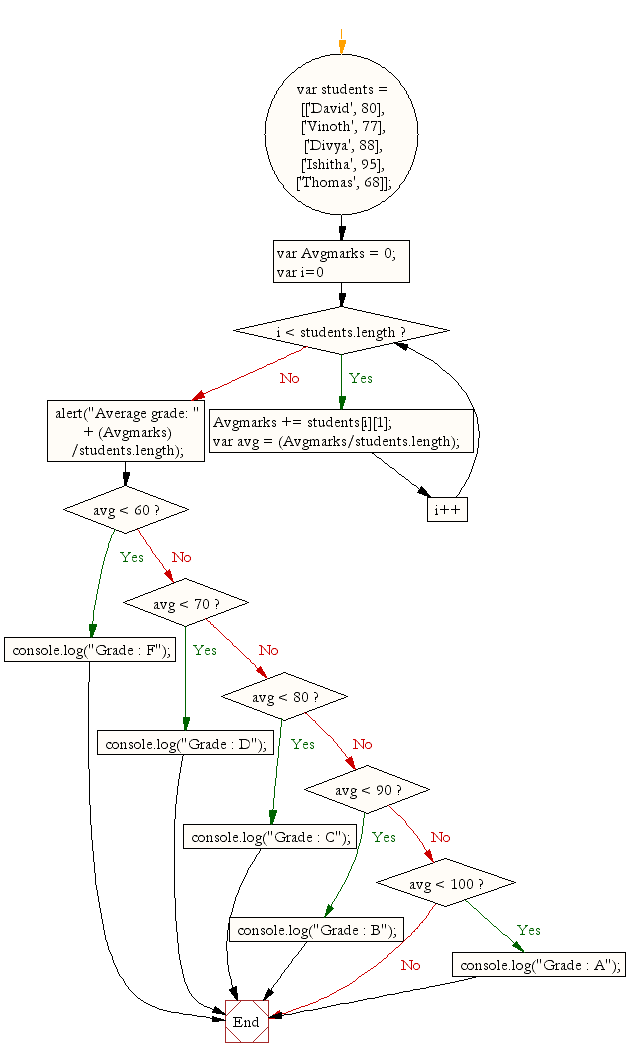 var students =
[['David', 80],
['Vinoth', 77],
['Divya', 88],
['Ishitha', 95],
['Thomas', 68]];
var Avgmarks = 0;
var i=0
i < students.length ?
No
Yes
alert("Average grade: "
+ (Avgmarks)
/students.length);
Avgmarks += students[i][1];
var avg = (Avgmarks/students.length);
i++
avg < 60 ?
Yes
No
avg < 70 ?
console.log("Grade : F");
Yes
No
avg < 80 ?
console.log("Grade : D");
Yes
No
avg < 90 ?
console.log("Grade : C");
Yes
No
avg < 100 ?
console.log("Grade : B");
Yes
No
console.log("Grade : A");
End